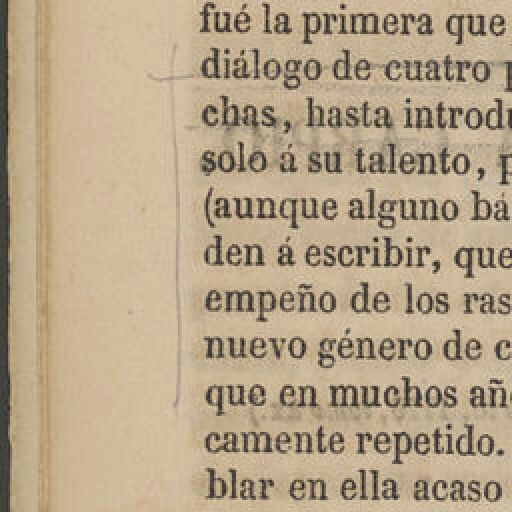 fué la primera que
diálogo de cuatro
chas, hasta introdu
solo á su talento, p
(aunque alguno bá
den á escribir, que
empeño de los ras
nuevo género de c
que en muchos añ
camente repetido.
blar en ella acaso